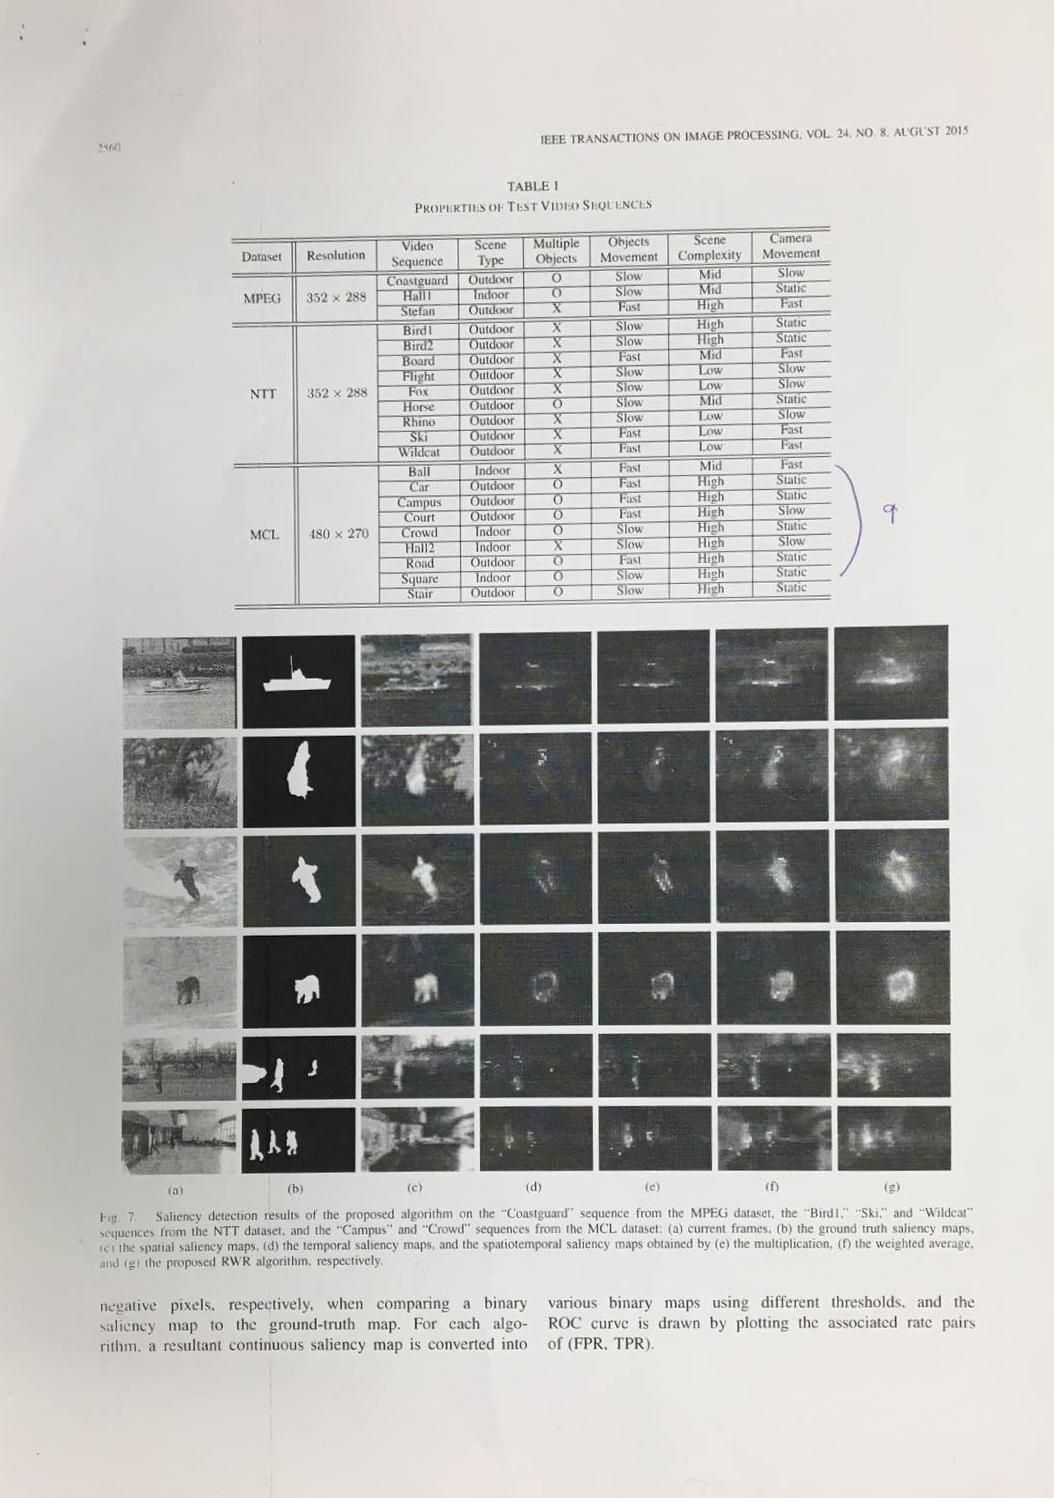 2560
IEEE TRANSACTIONS ON IMAGE PROCESSING, VOL. 24, NO. 8, AUGUST 2015
TABLE I
PROPERTIES OF TEST VIDEO SEQUENCES
Dataset Resolution Video Sequence Scene Type Multiple Objects Objects Movement Scene Complexity Camera Movement
MPEG 352 × 288 Coastguard Outdoor O Slow Mid Slow
Hall1 Indoor O Slow Mid Static
Stefan Outdoor X Fast High Fast
NTT 352 × 288 Bird1 Outdoor X Slow High Static
Bird2 Outdoor X Slow High Static
Board Outdoor X Fast Mid Fast
Flight Outdoor X Slow Low Slow
Fox Outdoor X Slow Low Slow
Horse Outdoor O Slow Mid Static
Rhino Outdoor X Slow Low Slow
Ski Outdoor X Fast Low Fast
Wildcat Outdoor X Fast Low Fast
MCL 480 × 270 Ball Indoor X Fast Mid Fast
Car Outdoor O Fast High Static
Campus Outdoor O Fast High Static
Court Outdoor O Fast High Slow
Crowd Indoor O Slow High Static
Hall2 Indoor X Slow High Slow
Road Outdoor O Fast High Static
Square Indoor O Slow High Static
Stair Outdoor O Slow High Static
9
(a) (b) (c) (d) (e) (f) (g)
Fig. 7. Saliency detection results of the proposed algorithm on the "Coastguard" sequence from the MPEG dataset, the "Bird1," "Ski," and "Wildcat"
sequences from the NTT dataset, and the "Campus" and "Crowd" sequences from the MCL dataset: (a) current frames, (b) the ground truth saliency maps,
(c) the spatial saliency maps, (d) the temporal saliency maps, and the spatiotemporal saliency maps obtained by (e) the multiplication, (f) the weighted average,
and (g) the proposed RWR algorithm, respectively.
negative pixels, respectively, when comparing a binary
saliency map to the ground-truth map. For each algo-
rithm, a resultant continuous saliency map is converted into
various binary maps using different thresholds, and the
ROC curve is drawn by plotting the associated rate pairs
of (FPR, TPR).